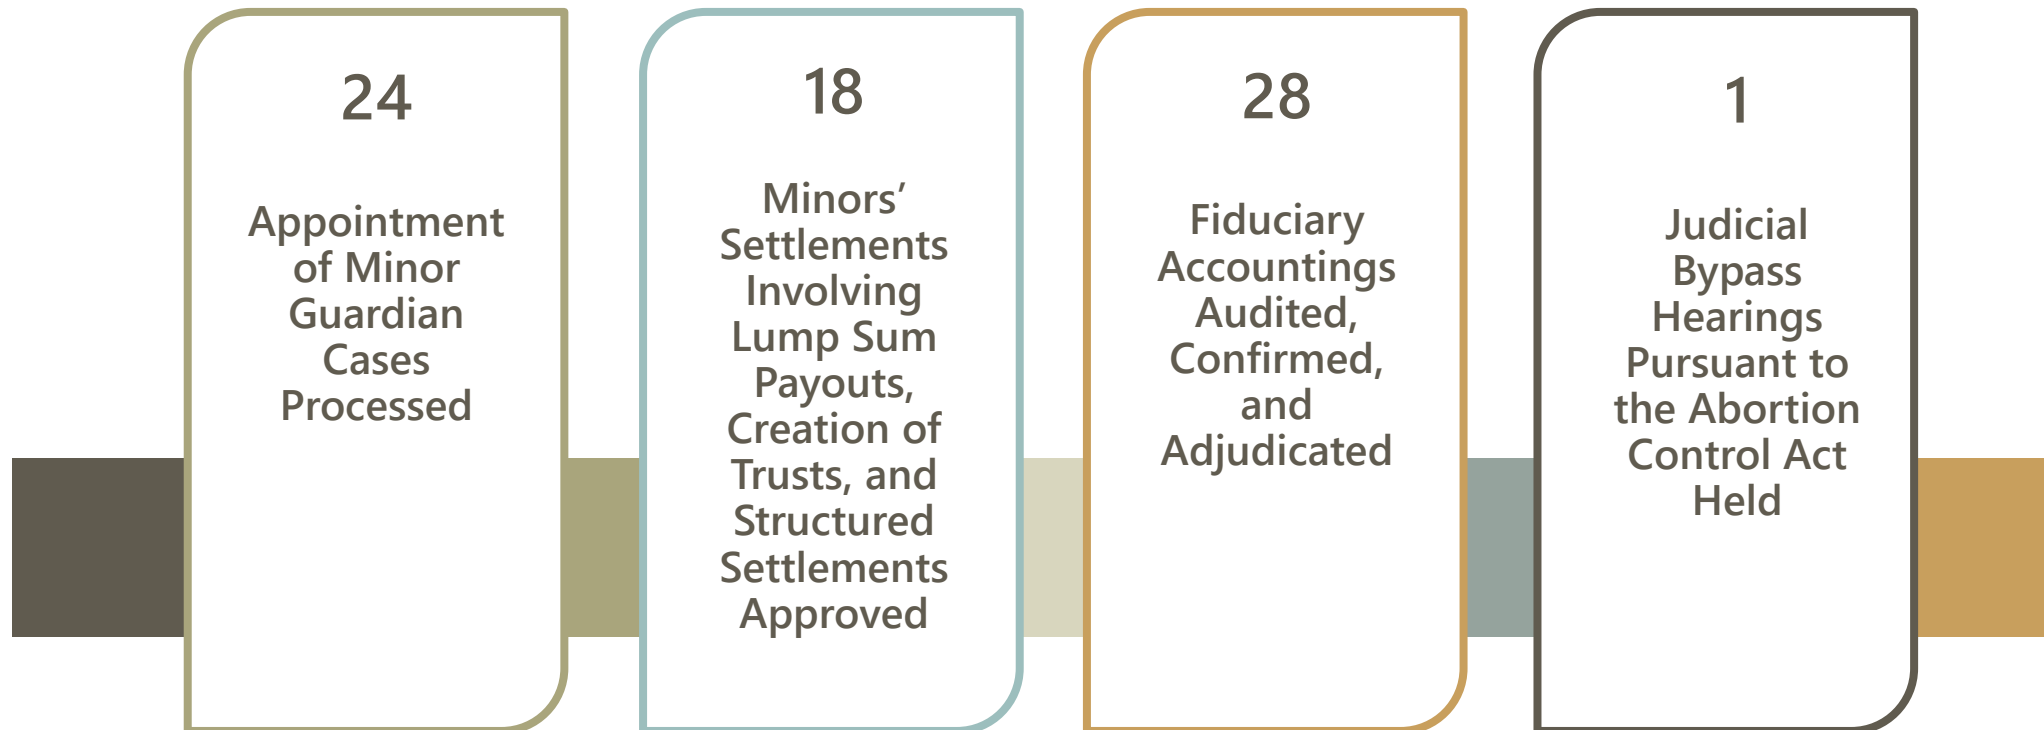 24
Appointment
of Minor
Guardian
Cases
Processed
18
Minors’
Settlements
Involving
Lump Sum
Payouts,
Creation of
Trusts, and
Structured
Settlements
Approved
28
Fiduciary
Accountings
Audited,
Confirmed,
and
Adjudicated
1
Judicial
Bypass
Hearings
Pursuant to
the Abortion
Control Act
Held